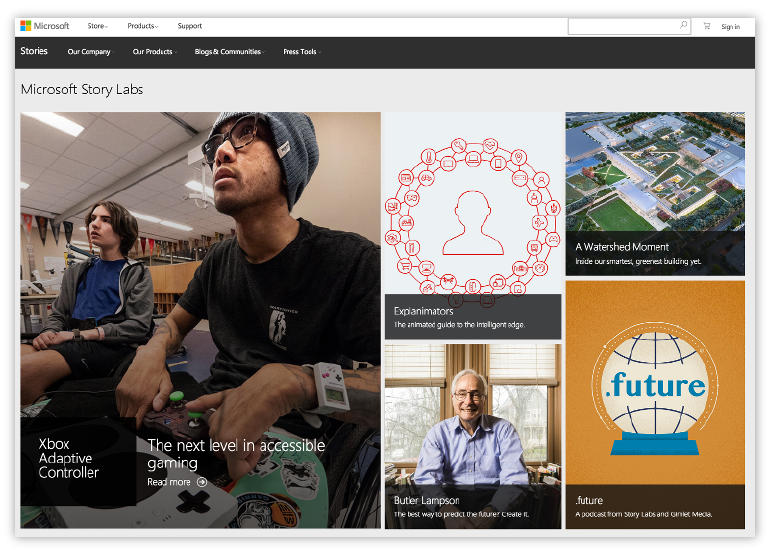 Microsoft Store Products Support Sign in
Stories Our Company Our Products Blogs & Communities Press Tools
Microsoft Story Labs
Xbox
Adaptive
Controller
The next level in accessible
gaming
Read more
Explanimators
The animated guide to the intelligent edge.
Butler Lampson
The best way to predict the future? Create it.
A Watershed Moment
Inside our smartest, greenest building yet.
.future
.future
A podcast from Story Labs and Gimlet Media.